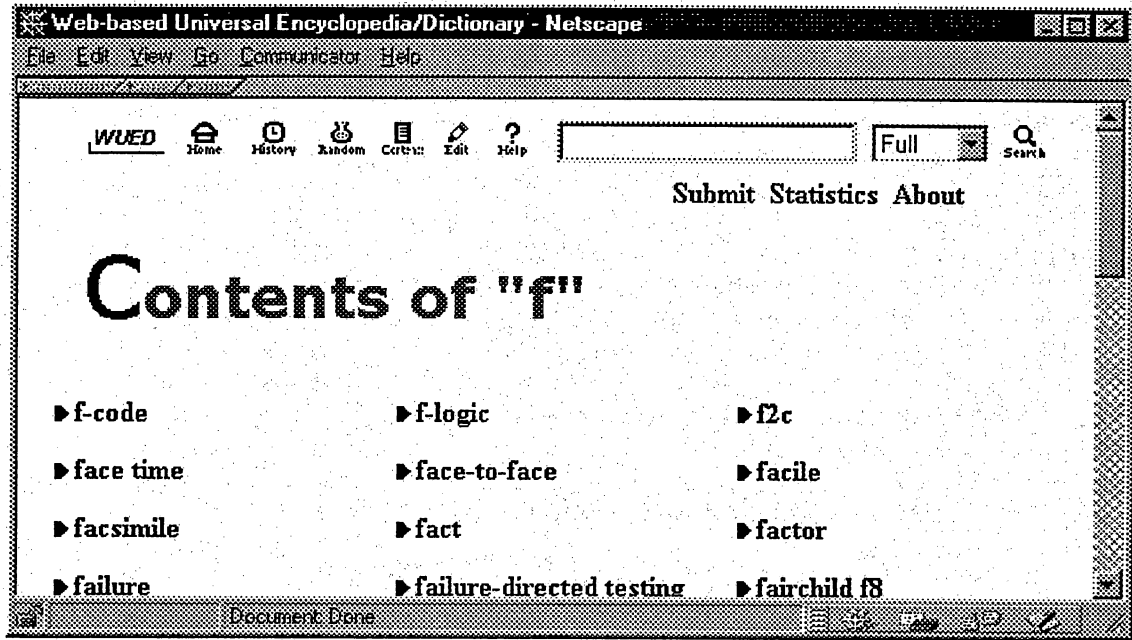 Web-based Universal Encyclopedia/Dictionary - Netscape
File Edit View Go Communicator Help
WUED Home History Random Edit Help Full Search
Submit Statistics About
Contents of "f"
f-code f-logic f2c
face time face-to-face facile
facsimile fact factor
failure failure-directed testing fairchild f8
Document: Done